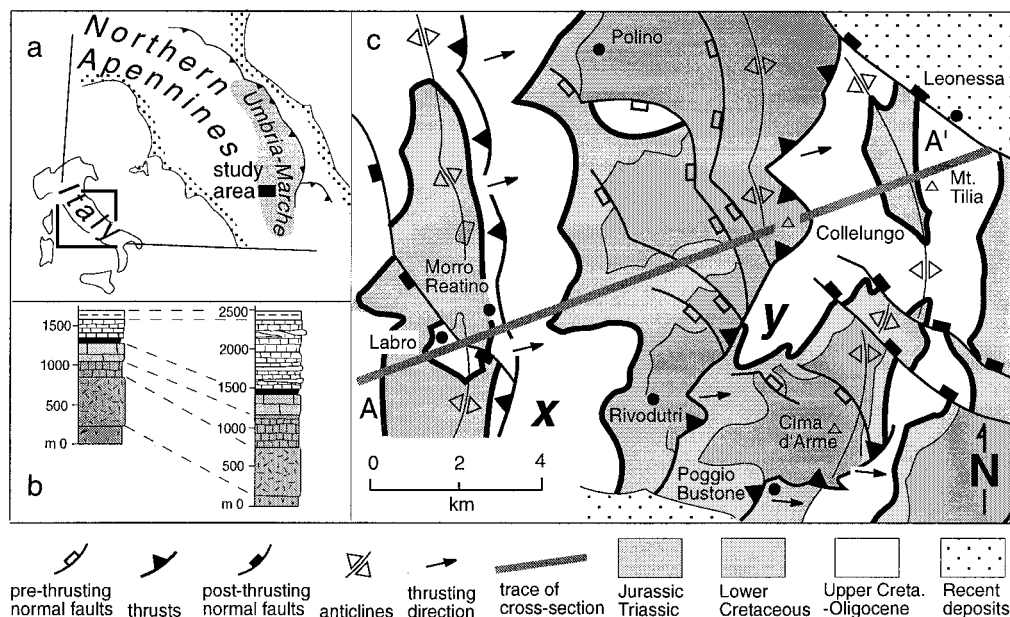 a
Northern
Apennines
Umbria-Marche
study
area
Italy
b
1500
1000
500
m 0
2500
2000
1500
1000
500
m 0
c
Polino
Leonessa
A'
Mt.
Tilia
Collelungo
Morro
Reatino
Labro
A
x
y
Rivodutri
Cima
d'Arme
Poggio
Bustone
N
0 2 4
km
pre-thrusting
normal faults
thrusts
post-thrusting
normal faults
anticlines
thrusting
direction
trace of
cross-section
Jurassic
Triassic
Lower
Cretaceous
Upper Creta.
-Oligocene
Recent
deposits